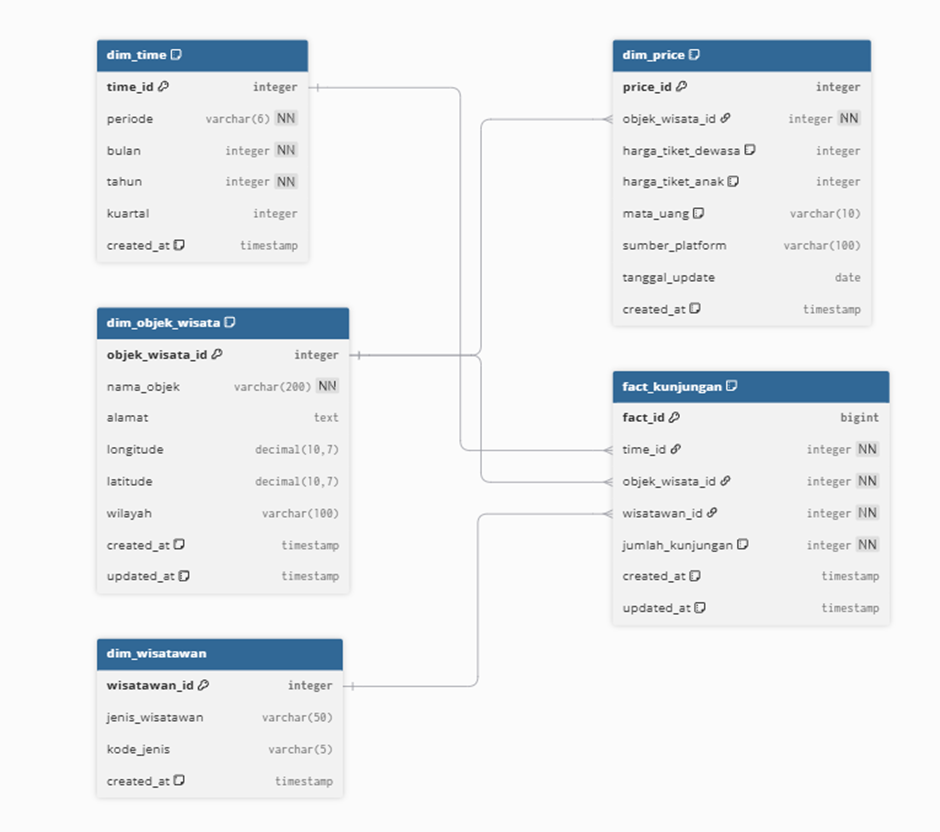 dim_time
time_id integer
periode varchar(6) NN
bulan integer NN
tahun integer NN
kuartal integer
created_at timestamp
dim_objek_wisata
objek_wisata_id integer
nama_objek varchar(200) NN
alamat text
longitude decimal(10,7)
latitude decimal(10,7)
wilayah varchar(100)
created_at timestamp
updated_at timestamp
dim_wisatawan
wisatawan_id integer
jenis_wisatawan varchar(50)
kode_jenis varchar(5)
created_at timestamp
dim_price
price_id integer
objek_wisata_id integer NN
harga_tiket_dewasa integer
harga_tiket_anak integer
mata_uang varchar(10)
sumber_platform varchar(100)
tanggal_update date
created_at timestamp
fact_kunjungan
fact_id bigint
time_id integer NN
objek_wisata_id integer NN
wisatawan_id integer NN
jumlah_kunjungan integer NN
created_at timestamp
updated_at timestamp